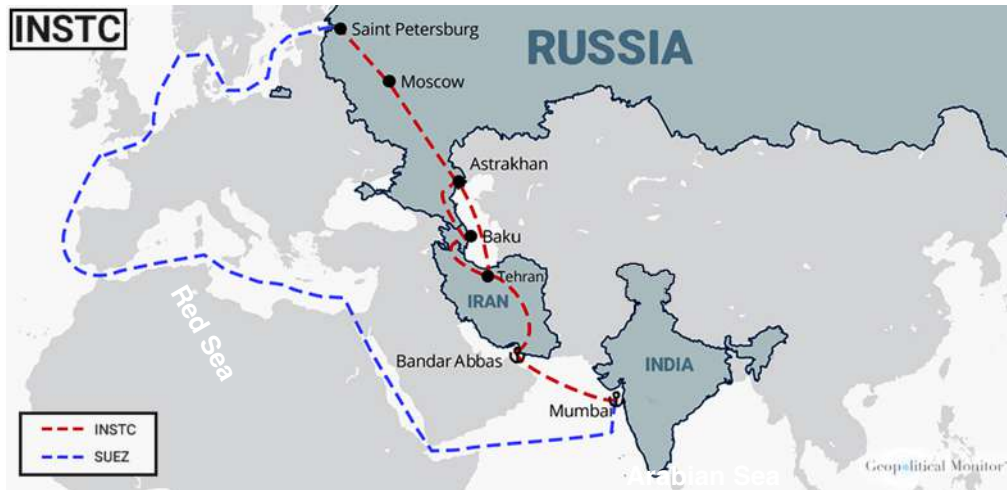 INSTC
Saint Petersburg
RUSSIA
Moscow
Astrakhan
Baku
Tehran
Red Sea
IRAN
Bandar Abbas
INDIA
Mumbai
INSTC
SUEZ
Arabian Sea
Geopolitical Monitor